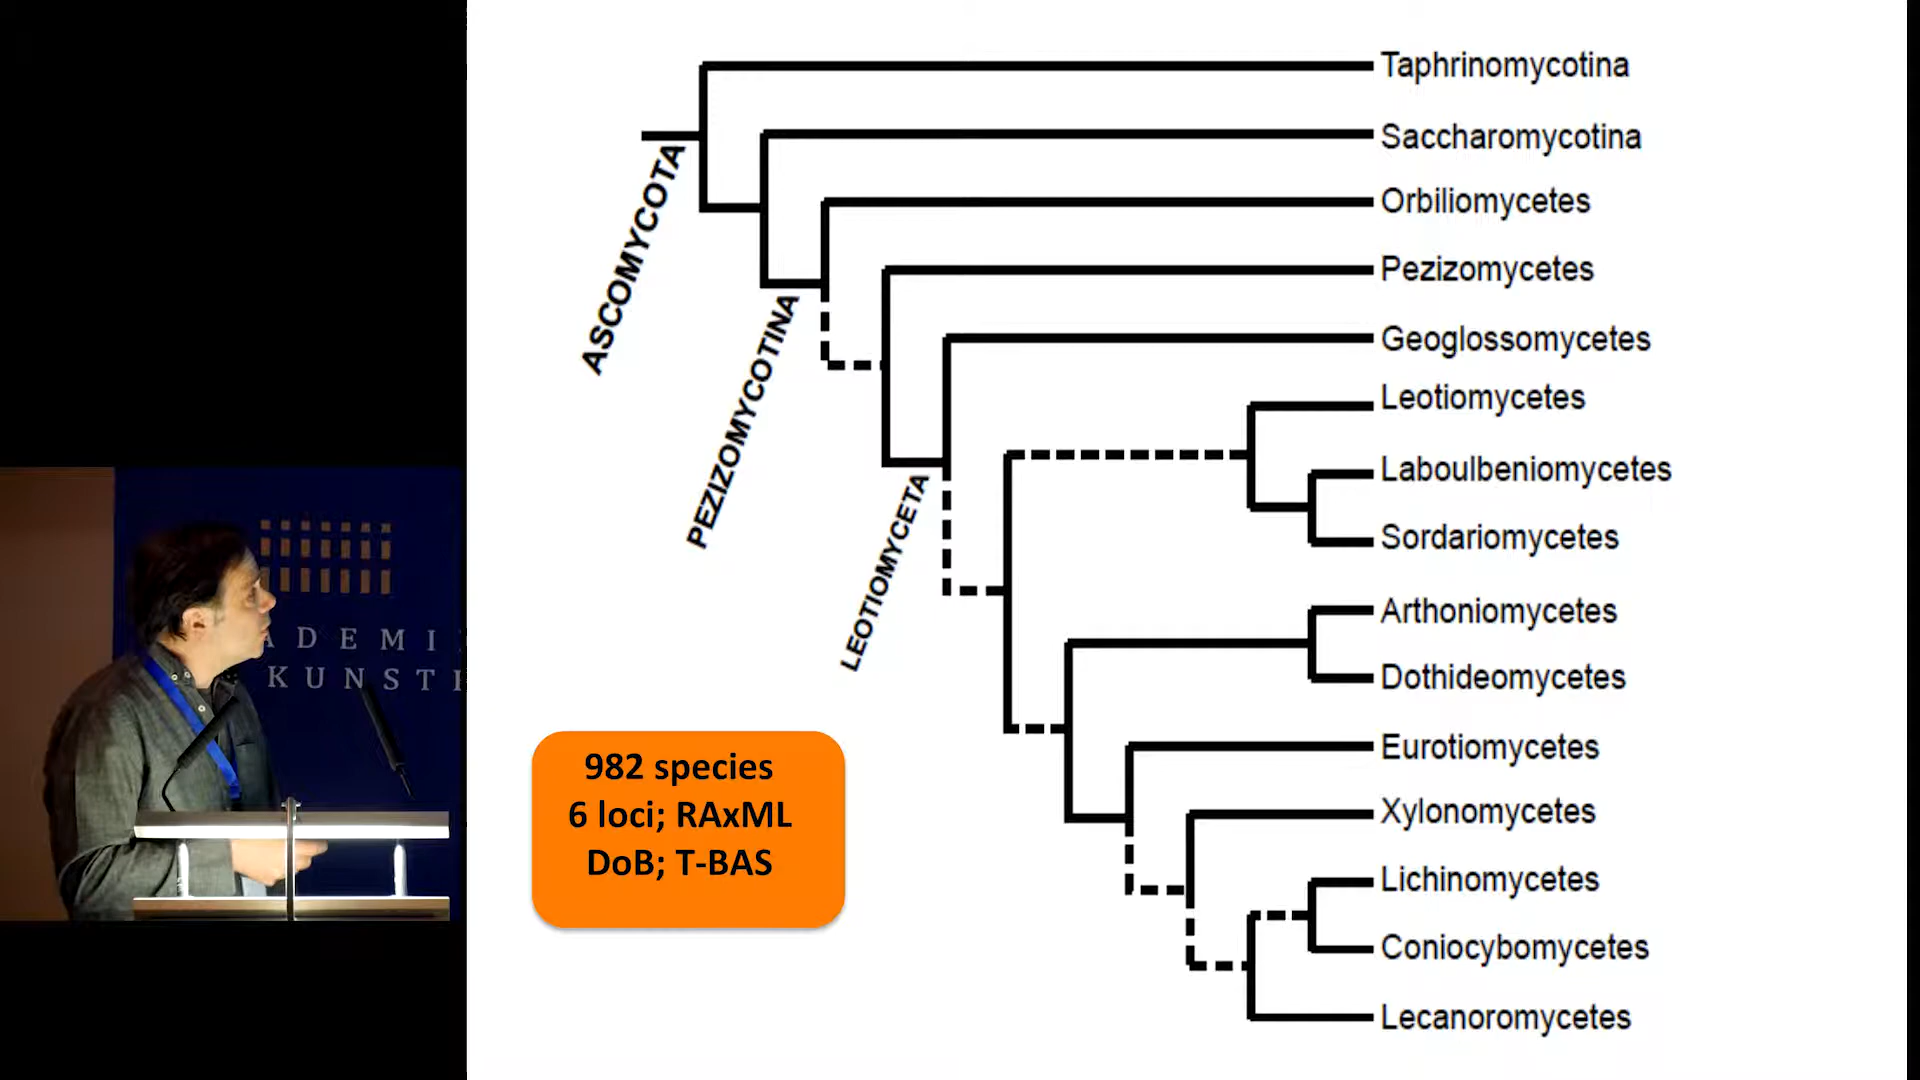 Taphrinomycotina
Saccharomycotina
Orbiliomycetes
Pezizomycetes
Geoglossomycetes
Leotiomycetes
Laboulbeniomycetes
Sordariomycetes
Arthoniomycetes
Dothideomycetes
Eurotiomycetes
Xylonomycetes
Lichinomycetes
Coniocybomycetes
Lecanoromycetes
ASCOMYCOTA
PEZIZOMYCOTINA
LEOTIOMYCETA
982 species
6 loci; RAxML
DoB; T-BAS
ADEMI
KUNST